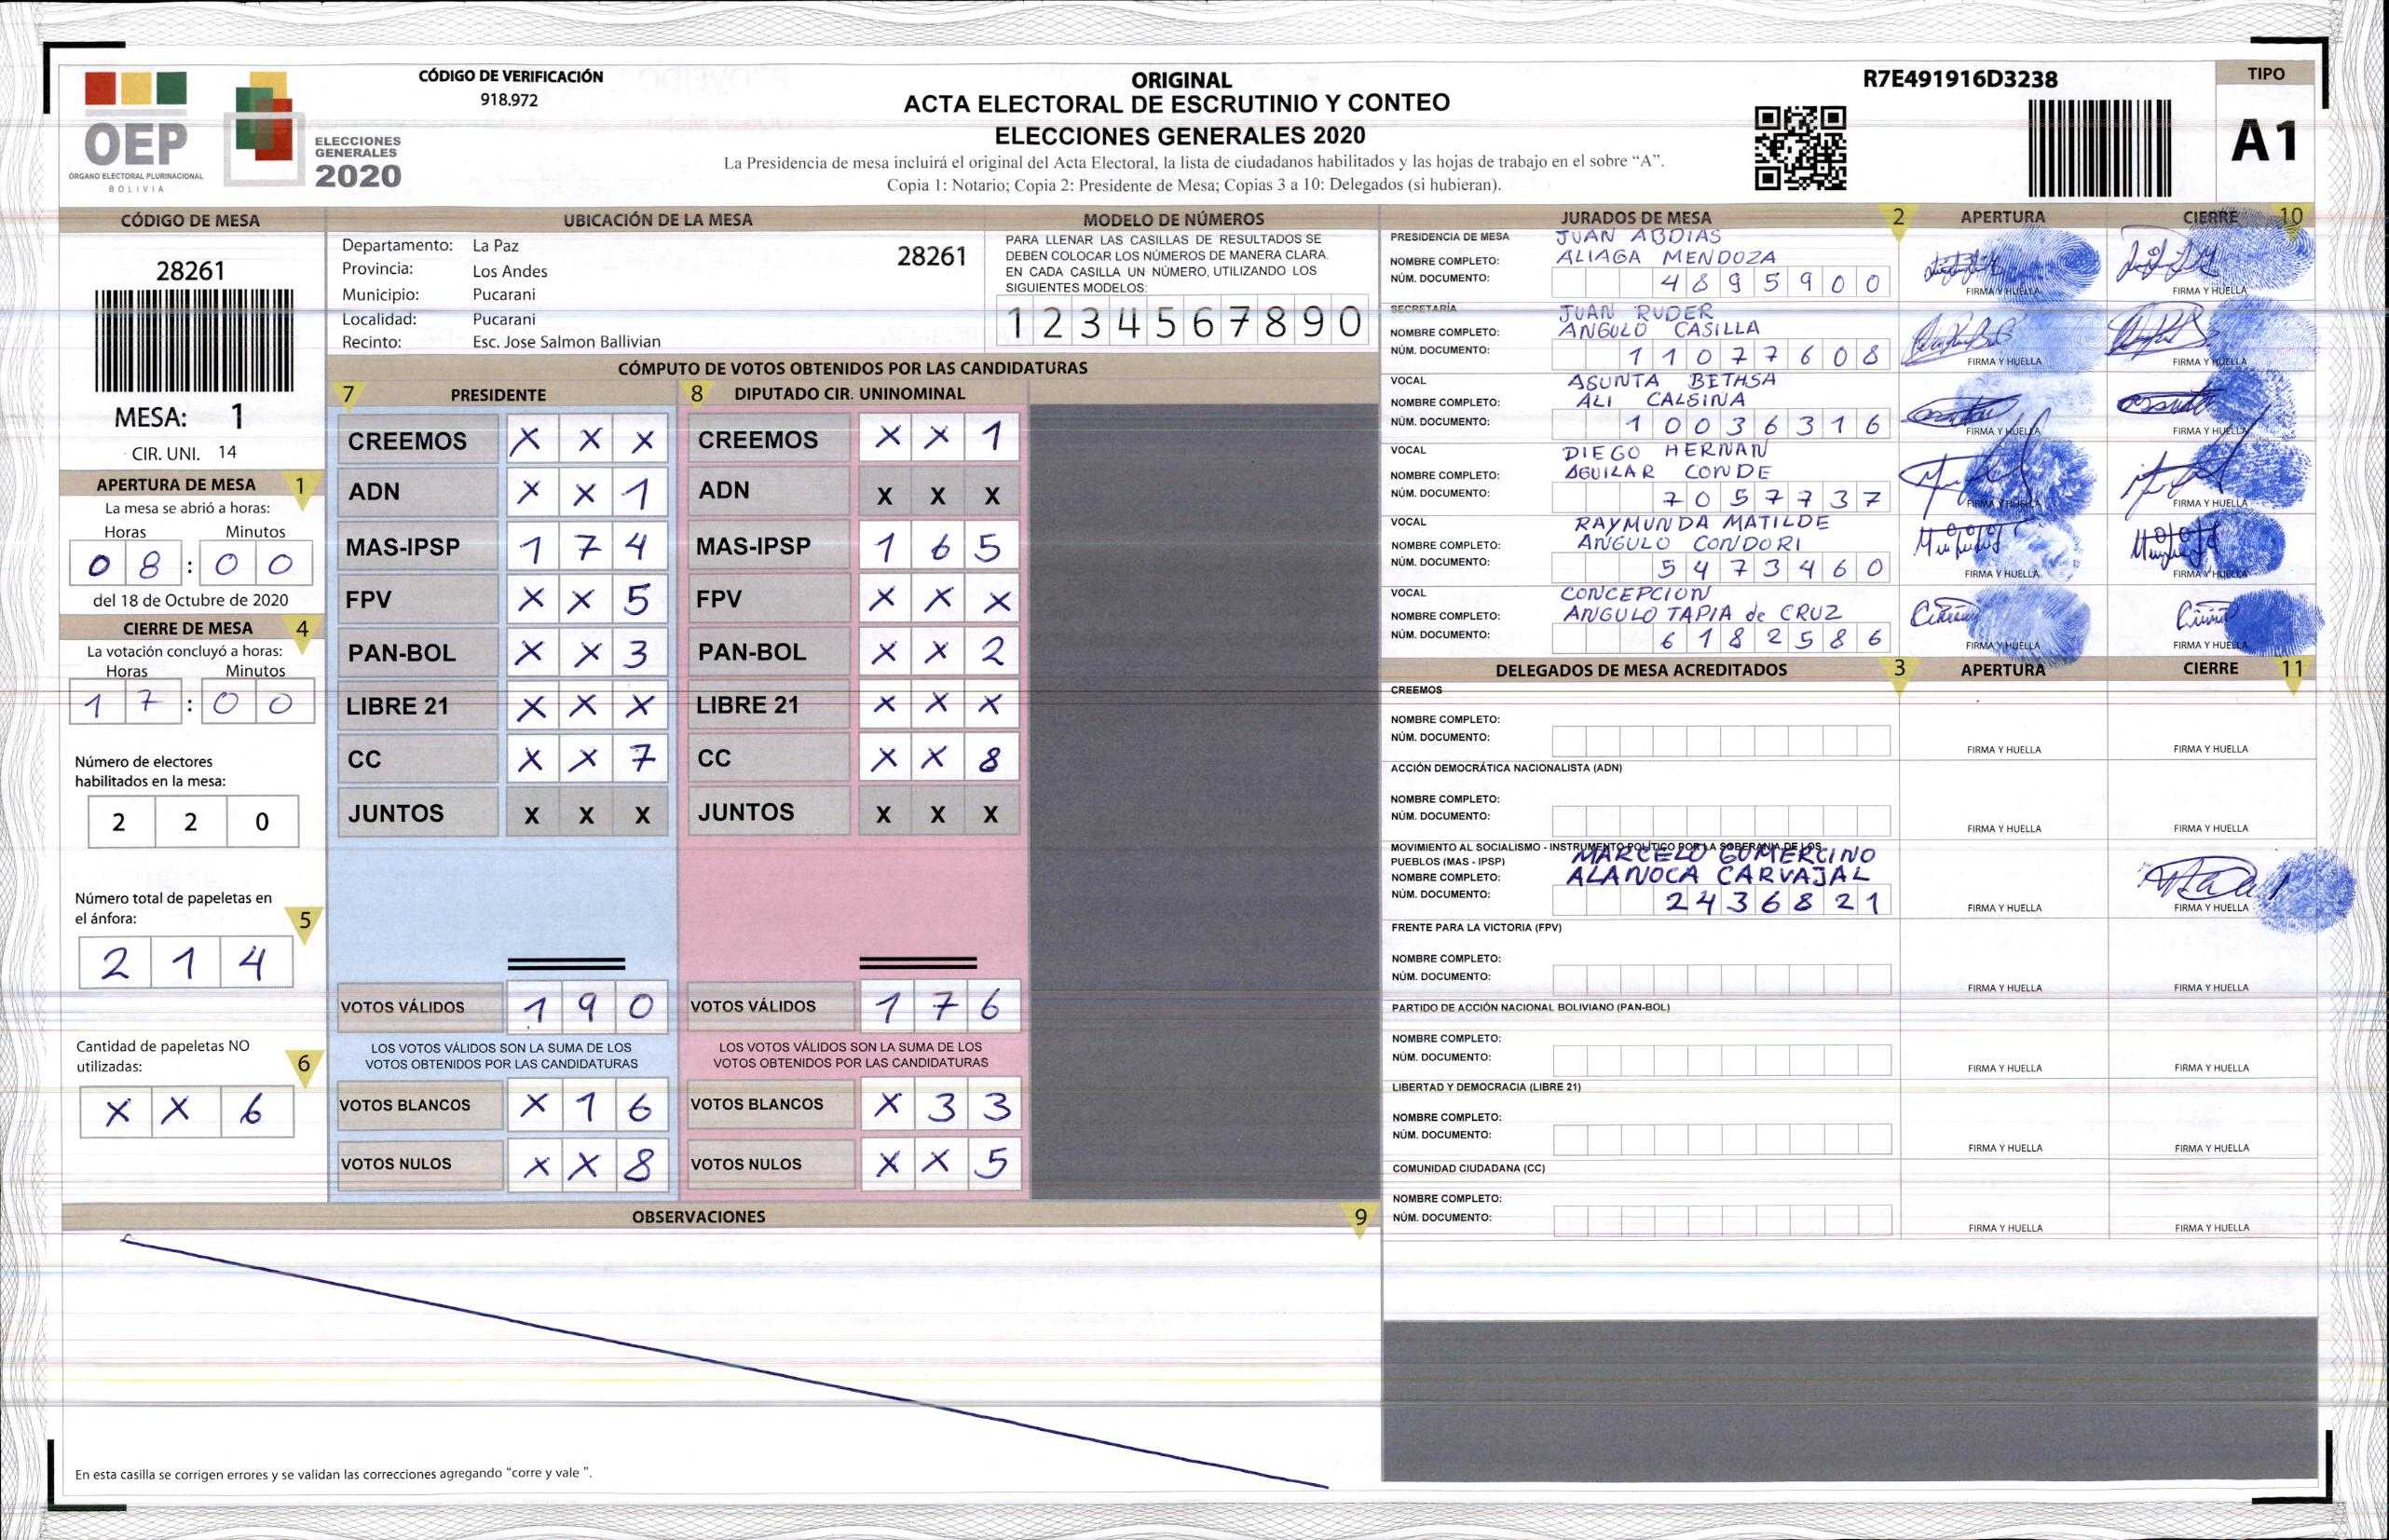 OEP
ÓRGANO ELECTORAL PLURINACIONAL
BOLIVIA
ELECCIONES
GENERALES
2020
CÓDIGO DE VERIFICACIÓN
918.972
ORIGINAL
ACTA ELECTORAL DE ESCRUTINIO Y CONTEO
ELECCIONES GENERALES 2020
La Presidencia de mesa incluirá el original del Acta Electoral, la lista de ciudadanos habilitados y las hojas de trabajo en el sobre “A”.
Copia 1: Notario; Copia 2: Presidente de Mesa; Copias 3 a 10: Delegados (si hubieran).
R7E491916D3238
TIPO
A1
CÓDIGO DE MESA
28261
MESA: 1
CIR. UNI. 14
APERTURA DE MESA 1
La mesa se abrió a horas:
Horas Minutos
0 8 : 0 0
del 18 de Octubre de 2020
CIERRE DE MESA 4
La votación concluyó a horas:
Horas Minutos
1 7 : 0 0
Número de electores
habilitados en la mesa:
2 2 0
Número total de papeletas en
el ánfora: 5
2 1 4
Cantidad de papeletas NO
utilizadas: 6
X X 6
UBICACIÓN DE LA MESA
Departamento: La Paz 28261
Provincia: Los Andes
Municipio: Pucarani
Localidad: Pucarani
Recinto: Esc. Jose Salmon Ballivian
MODELO DE NÚMEROS
PARA LLENAR LAS CASILLAS DE RESULTADOS SE
DEBEN COLOCAR LOS NÚMEROS DE MANERA CLARA.
EN CADA CASILLA UN NÚMERO, UTILIZANDO LOS
SIGUIENTES MODELOS:
1 2 3 4 5 6 7 8 9 0
CÓMPUTO DE VOTOS OBTENIDOS POR LAS CANDIDATURAS
7 PRESIDENTE
CREEMOS X X X
ADN X X 1
MAS-IPSP 1 7 4
FPV X X 5
PAN-BOL X X 3
LIBRE 21 X X X
CC X X 7
JUNTOS X X X
VOTOS VÁLIDOS 1 9 0
LOS VOTOS VÁLIDOS SON LA SUMA DE LOS
VOTOS OBTENIDOS POR LAS CANDIDATURAS
VOTOS BLANCOS X 1 6
VOTOS NULOS X X 8
8 DIPUTADO CIR. UNINOMINAL
CREEMOS X X 1
ADN X X X
MAS-IPSP 1 6 5
FPV X X X
PAN-BOL X X 2
LIBRE 21 X X X
CC X X 8
JUNTOS X X X
VOTOS VÁLIDOS 1 7 6
LOS VOTOS VÁLIDOS SON LA SUMA DE LOS
VOTOS OBTENIDOS POR LAS CANDIDATURAS
VOTOS BLANCOS X 3 3
VOTOS NULOS X X 5
OBSERVACIONES 9
En esta casilla se corrigen errores y se validan las correcciones agregando “corre y vale ”.
JURADOS DE MESA 2 APERTURA CIERRE 10
PRESIDENCIA DE MESA JUAN ABDIAS
NOMBRE COMPLETO: ALIAGA MENDOZA
NÚM. DOCUMENTO: 4 8 9 5 9 0 0
FIRMA Y HUELLA FIRMA Y HUELLA
SECRETARÍA JUAN RUDER
NOMBRE COMPLETO: ANGULO CASILLA
NÚM. DOCUMENTO: 1 1 0 7 7 6 0 8
FIRMA Y HUELLA FIRMA Y HUELLA
VOCAL ASUNTA BETHSA
NOMBRE COMPLETO: ALI CALSINA
NÚM. DOCUMENTO: 1 0 0 3 6 3 1 6
FIRMA Y HUELLA FIRMA Y HUELLA
VOCAL DIEGO HERNAN
NOMBRE COMPLETO: AGUILAR CONDE
NÚM. DOCUMENTO: 7 0 5 7 7 3 7
FIRMA Y HUELLA FIRMA Y HUELLA
VOCAL RAYMUNDA MATILDE
NOMBRE COMPLETO: ANGULO CONDORI
NÚM. DOCUMENTO: 5 4 7 3 4 6 0
FIRMA Y HUELLA FIRMA Y HUELLA
VOCAL CONCEPCION
NOMBRE COMPLETO: ANGULO TAPIA de CRUZ
NÚM. DOCUMENTO: 6 1 8 2 5 8 6
FIRMA Y HUELLA FIRMA Y HUELLA
DELEGADOS DE MESA ACREDITADOS 3 APERTURA CIERRE 11
CREEMOS
NOMBRE COMPLETO:
NÚM. DOCUMENTO:
FIRMA Y HUELLA FIRMA Y HUELLA
ACCIÓN DEMOCRÁTICA NACIONALISTA (ADN)
NOMBRE COMPLETO:
NÚM. DOCUMENTO:
FIRMA Y HUELLA FIRMA Y HUELLA
MOVIMIENTO AL SOCIALISMO - INSTRUMENTO POLÍTICO POR LA SOBERANIA DE LOS
PUEBLOS (MAS - IPSP) MARCELO GUMERCINO
NOMBRE COMPLETO: ALANOCA CARVAJAL
NÚM. DOCUMENTO: 2 4 3 6 8 2 1
FIRMA Y HUELLA FIRMA Y HUELLA
FRENTE PARA LA VICTORIA (FPV)
NOMBRE COMPLETO:
NÚM. DOCUMENTO:
FIRMA Y HUELLA FIRMA Y HUELLA
PARTIDO DE ACCIÓN NACIONAL BOLIVIANO (PAN-BOL)
NOMBRE COMPLETO:
NÚM. DOCUMENTO:
FIRMA Y HUELLA FIRMA Y HUELLA
LIBERTAD Y DEMOCRACIA (LIBRE 21)
NOMBRE COMPLETO:
NÚM. DOCUMENTO:
FIRMA Y HUELLA FIRMA Y HUELLA
COMUNIDAD CIUDADANA (CC)
NOMBRE COMPLETO:
NÚM. DOCUMENTO:
FIRMA Y HUELLA FIRMA Y HUELLA